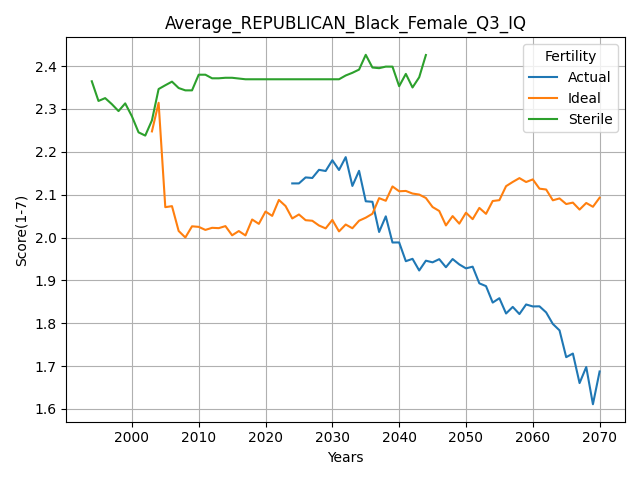 Average_REPUBLICAN_Black_Female_Q3_IQ
Score(1-7)
2.4
2.3
2.2
2.1
2.0
1.9
1.8
1.7
1.6
Fertility
Actual
Ideal
Sterile
2000 2010 2020 2030 2040 2050 2060 2070
Years